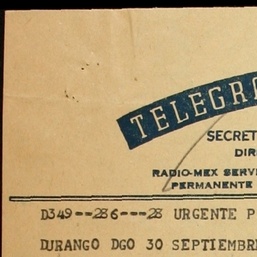 TELEGR
SECRET
DIR
RADIO-MEX SERV
PERMANENTE
D349--286---28 URGENTE P
DURANGO DGO 30 SEPTIEMBR